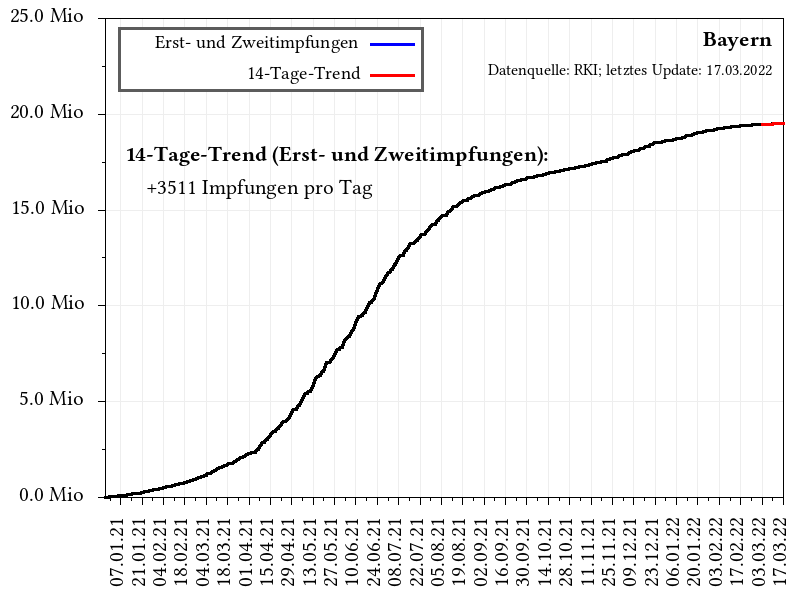 25.0 Mio
20.0 Mio
15.0 Mio
10.0 Mio
5.0 Mio
0.0 Mio
Erst- und Zweitimpfungen
14-Tage-Trend
Bayern
Datenquelle: RKI; letztes Update: 17.03.2022
14-Tage-Trend (Erst- und Zweitimpfungen):
+3511 Impfungen pro Tag
07.01.21
21.01.21
04.02.21
18.02.21
04.03.21
18.03.21
01.04.21
15.04.21
29.04.21
13.05.21
27.05.21
10.06.21
24.06.21
08.07.21
22.07.21
05.08.21
19.08.21
02.09.21
16.09.21
30.09.21
14.10.21
28.10.21
11.11.21
25.11.21
09.12.21
23.12.21
06.01.22
20.01.22
03.02.22
17.02.22
03.03.22
17.03.22